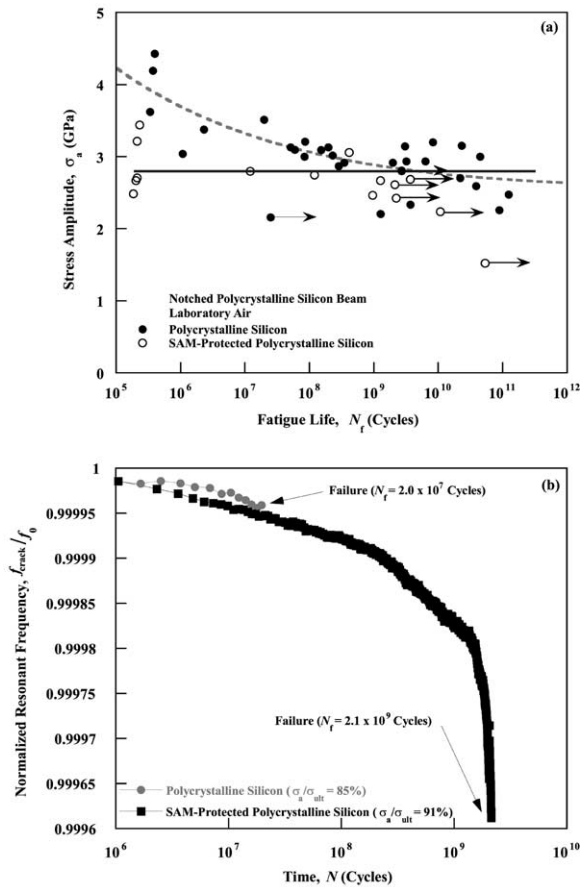 (a)
5
4
3
2
1
0
Stress Amplitude, σa (GPa)
Notched Polycrystalline Silicon Beam
Laboratory Air
Polycrystalline Silicon
SAM-Protected Polycrystalline Silicon
10^5 10^6 10^7 10^8 10^9 10^10 10^11 10^12
Fatigue Life, Nf (Cycles)
(b)
1
0.99995
0.9999
0.99985
0.9998
0.99975
0.9997
0.99965
0.9996
Normalized Resonant Frequency, fcrack/f0
Failure (Nf = 2.0 x 10^7 Cycles)
Failure (Nf = 2.1 x 10^9 Cycles)
Polycrystalline Silicon (σa/σult = 85%)
SAM-Protected Polycrystalline Silicon (σa/σult = 91%)
10^6 10^7 10^8 10^9 10^10
Time, N (Cycles)